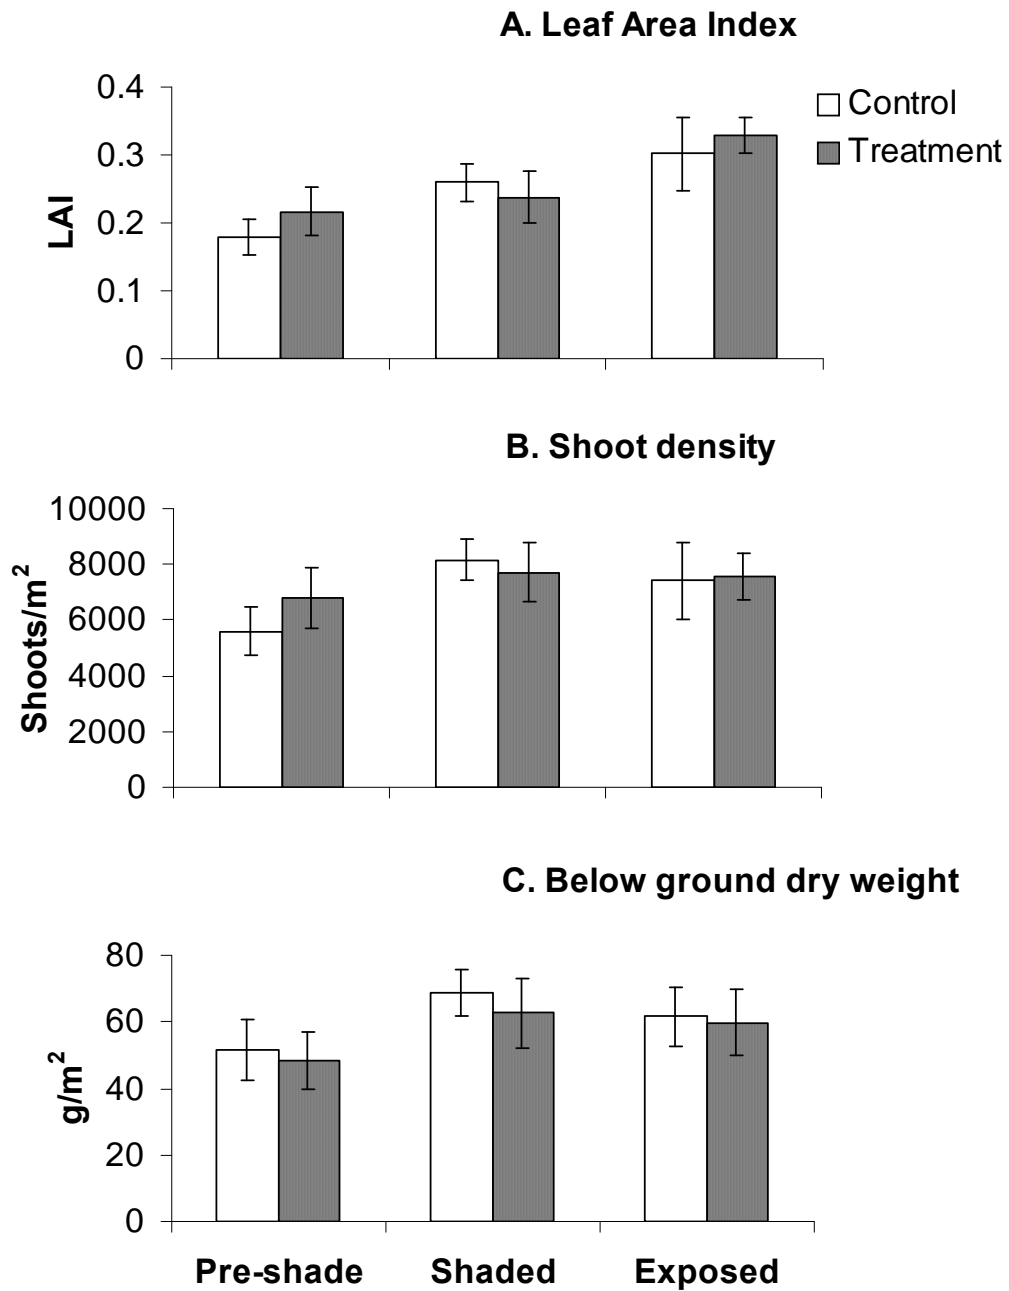 A. Leaf Area Index
0.4
0.3
0.2
0.1
0
LAI
Control
Treatment
B. Shoot density
10000
8000
6000
4000
2000
0
Shoots/m²
C. Below ground dry weight
80
60
40
20
0
g/m²
Pre-shade Shaded Exposed